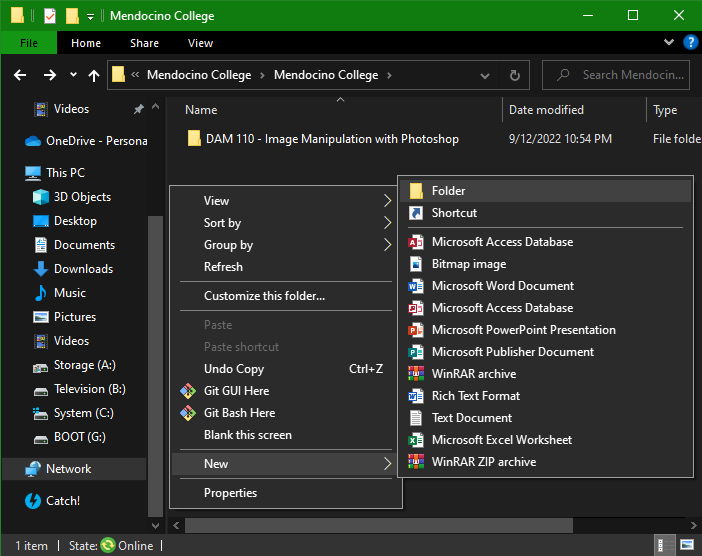 Mendocino College
File Home Share View
« Mendocino College > Mendocino College >
Search Mendocin...
Name Date modified Type
DAM 110 - Image Manipulation with Photoshop 9/12/2022 10:54 PM File folde
Videos
OneDrive - Persona
This PC
3D Objects
Desktop
Documents
Downloads
Music
Pictures
Videos
Storage (A:)
Television (B:)
System (C:)
BOOT (G:)
Network
Catch!
View
Sort by
Group by
Refresh
Customize this folder...
Paste
Paste shortcut
Undo Copy Ctrl+Z
Git GUI Here
Git Bash Here
Blank this screen
New
Properties
Folder
Shortcut
Microsoft Access Database
Bitmap image
Microsoft Word Document
Microsoft Access Database
Microsoft PowerPoint Presentation
Microsoft Publisher Document
WinRAR archive
Rich Text Format
Text Document
Microsoft Excel Worksheet
WinRAR ZIP archive
1 item State: Online